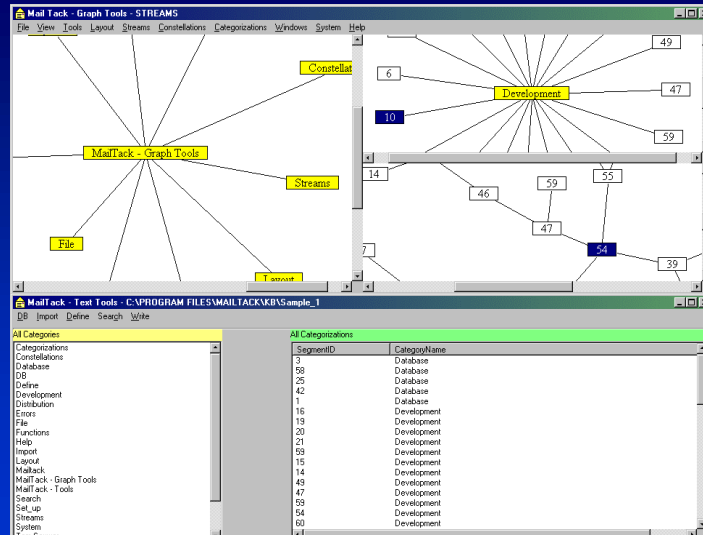 Mail Tack - Graph Tools - STREAMS
File View Tools Layout Streams Constellations Categorizations Windows System Help
Constellat
MailTack - Graph Tools
Streams
File
Layout
49
6
Development
47
10
59
14
59
55
46
47
54
7
39
MailTack - Text Tools - C:\PROGRAM FILES\MAILTACK\KB\Sample_1
DB Import Define Search Write
All Categories
Categorizations
Constellations
Database
DB
Define
Development
Distribution
Errors
File
Functions
Help
Import
Layout
Mailtack
MailTack - Graph Tools
MailTack - Tools
Search
Set_up
Streams
System
All Categorizations
SegmentID CategoryName
3 Database
58 Database
25 Database
42 Database
1 Database
16 Development
19 Development
20 Development
21 Development
59 Development
15 Development
14 Development
49 Development
47 Development
59 Development
54 Development
60 Development